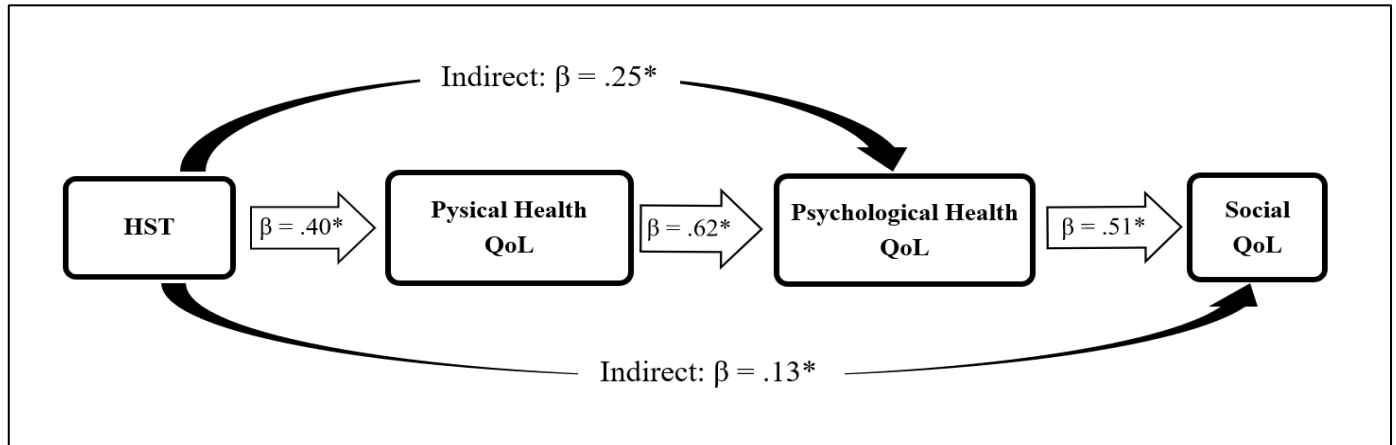 Indirect: β = .25*
HST
β = .40*
Pysical Health
QoL
β = .62*
Psychological Health
QoL
β = .51*
Social
QoL
Indirect: β = .13*